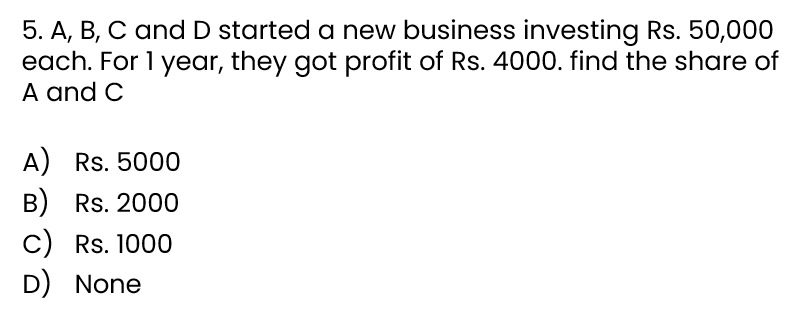 5. A, B, C and D started a new business investing Rs. 50,000
each. For 1 year, they got profit of Rs. 4000. find the share of
A and C
A) Rs. 5000
B) Rs. 2000
C) Rs. 1000
D) None